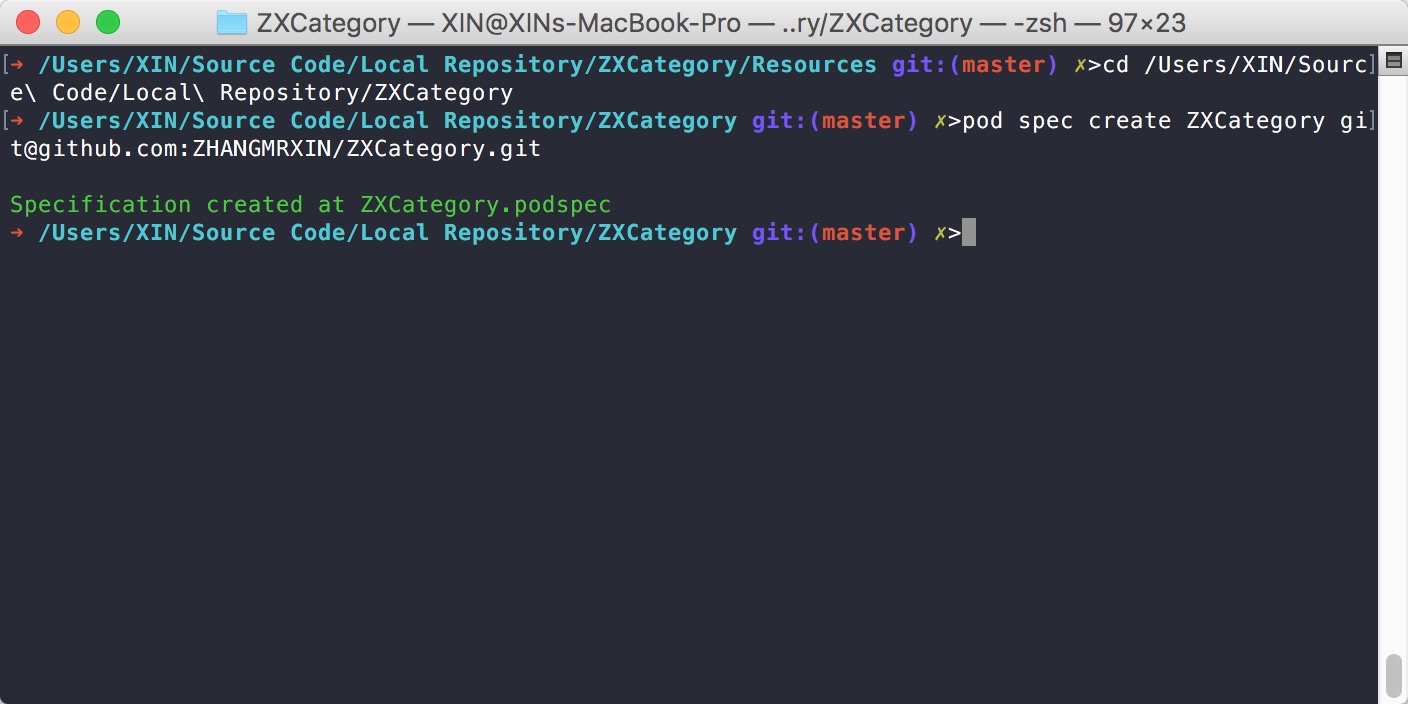 ZXCategory — XIN@XINs-MacBook-Pro — ..ry/ZXCategory — -zsh — 97×23
[➜ /Users/XIN/Source Code/Local Repository/ZXCategory/Resources git:(master) ✗>cd /Users/XIN/Sourc]
e\ Code/Local\ Repository/ZXCategory
[➜ /Users/XIN/Source Code/Local Repository/ZXCategory git:(master) ✗>pod spec create ZXCategory gi]
t@github.com:ZHANGMRXIN/ZXCategory.git
Specification created at ZXCategory.podspec
➜ /Users/XIN/Source Code/Local Repository/ZXCategory git:(master) ✗>